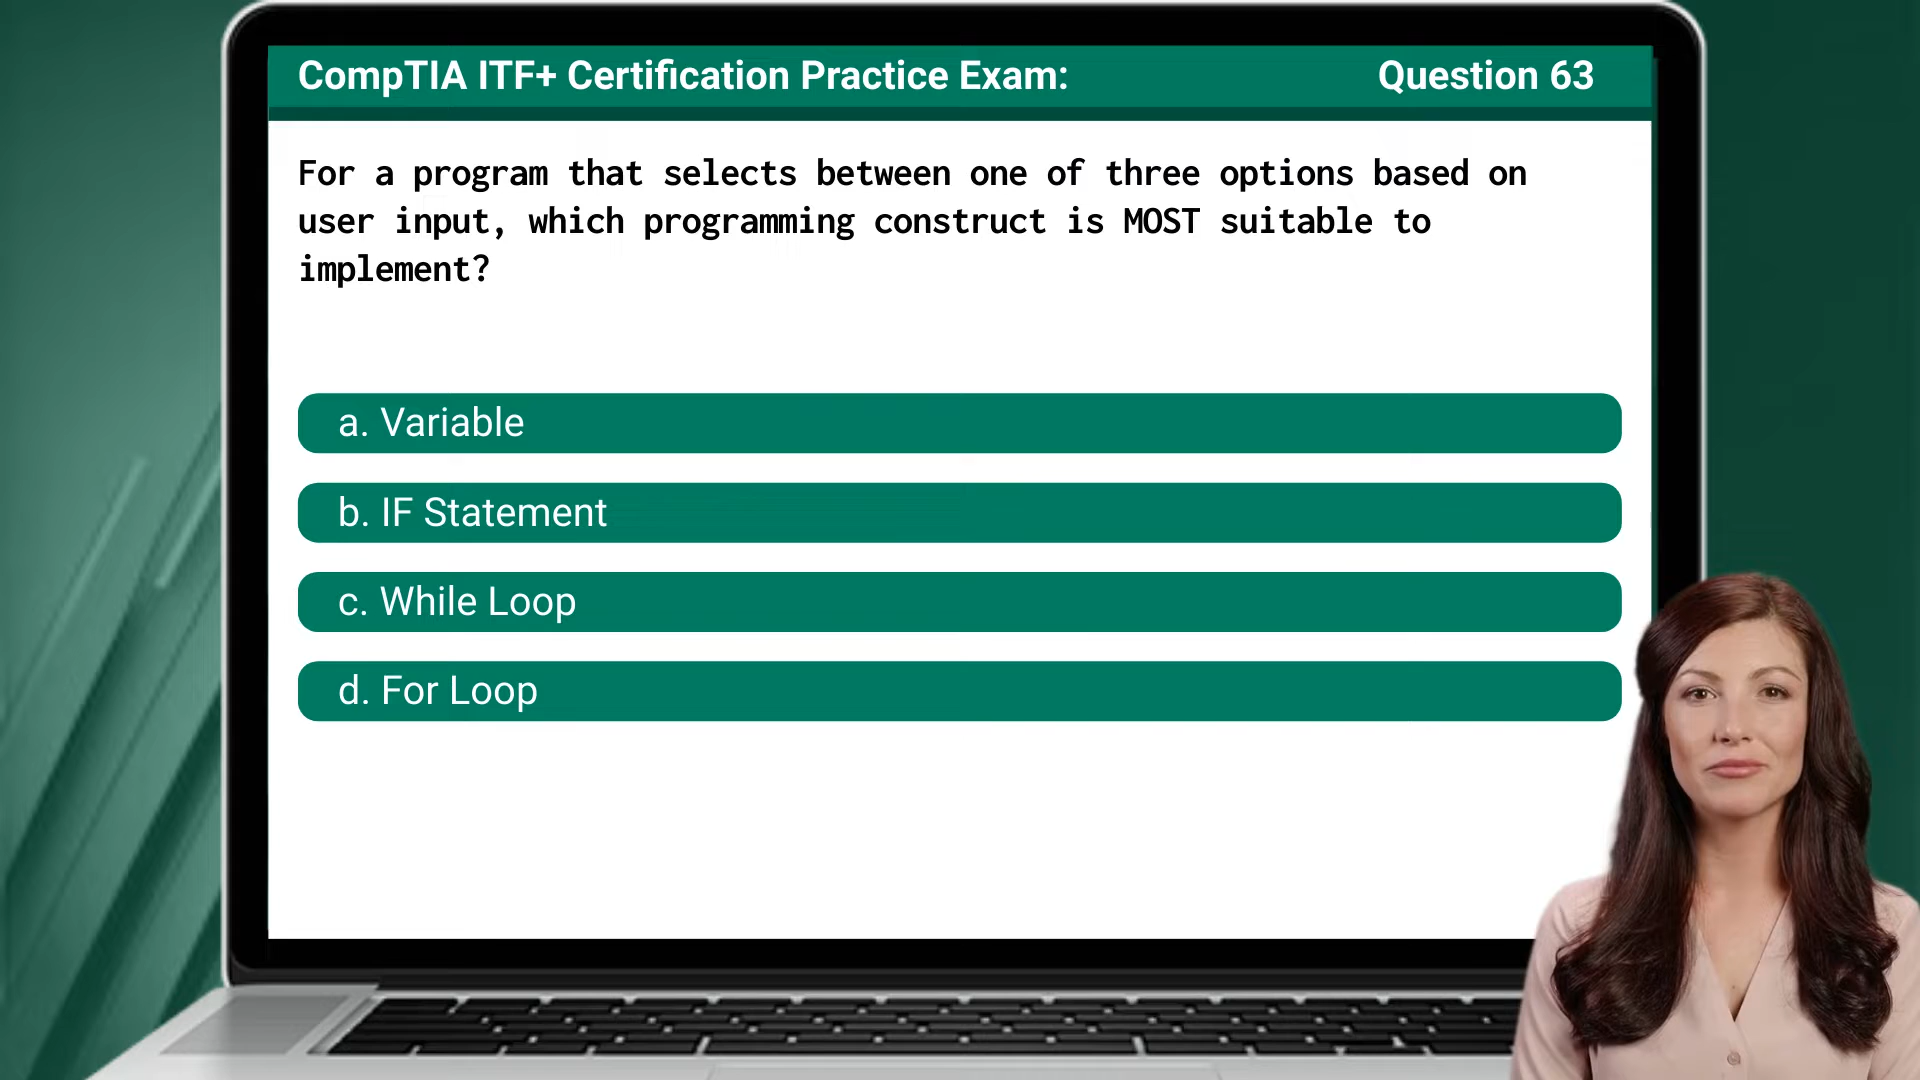 CompTIA ITF+ Certification Practice Exam:
Question 63
For a program that selects between one of three options based on
user input, which programming construct is MOST suitable to
implement?
a. Variable
b. IF Statement
c. While Loop
d. For Loop